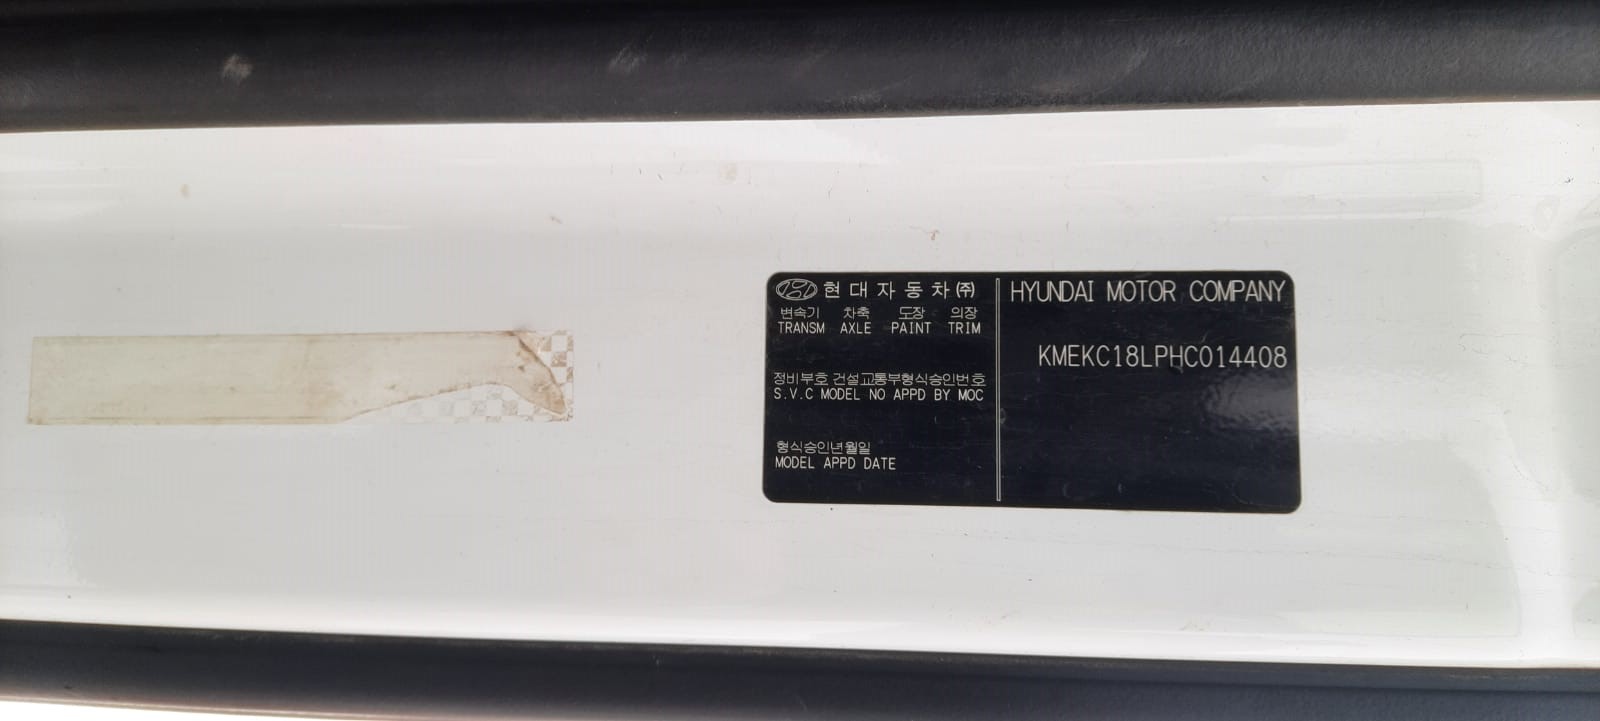 현대자동차㈜
변속기 차축 도장 의장
TRANSM AXLE PAINT TRIM
정비부호 건설교통부형식승인번호
S.V.C MODEL NO APPD BY MOC
형식승인년월일
MODEL APPD DATE
HYUNDAI MOTOR COMPANY
KMEKC18LPHC014408